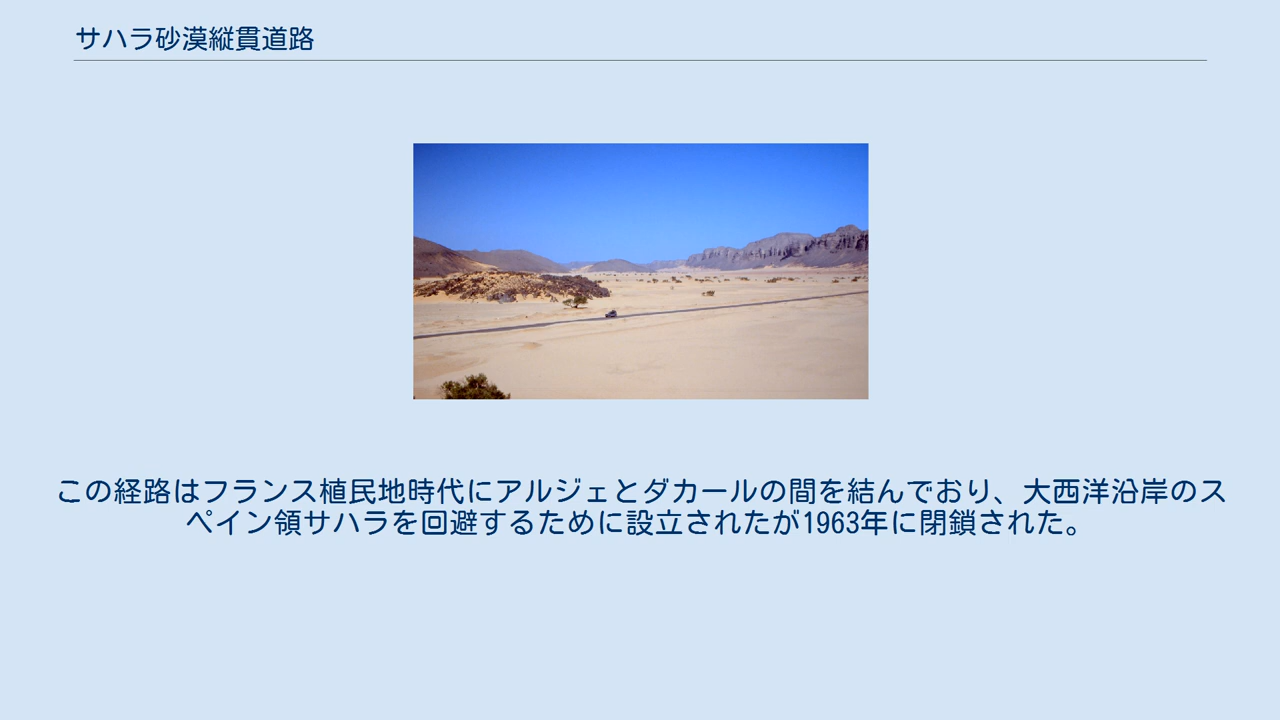 サハラ砂漠縦貫道路
この経路はフランス植民地時代にアルジェとダカールの間を結んでおり、大西洋沿岸のス
ペイン領サハラを回避するために設立されたが1963年に閉鎖された。